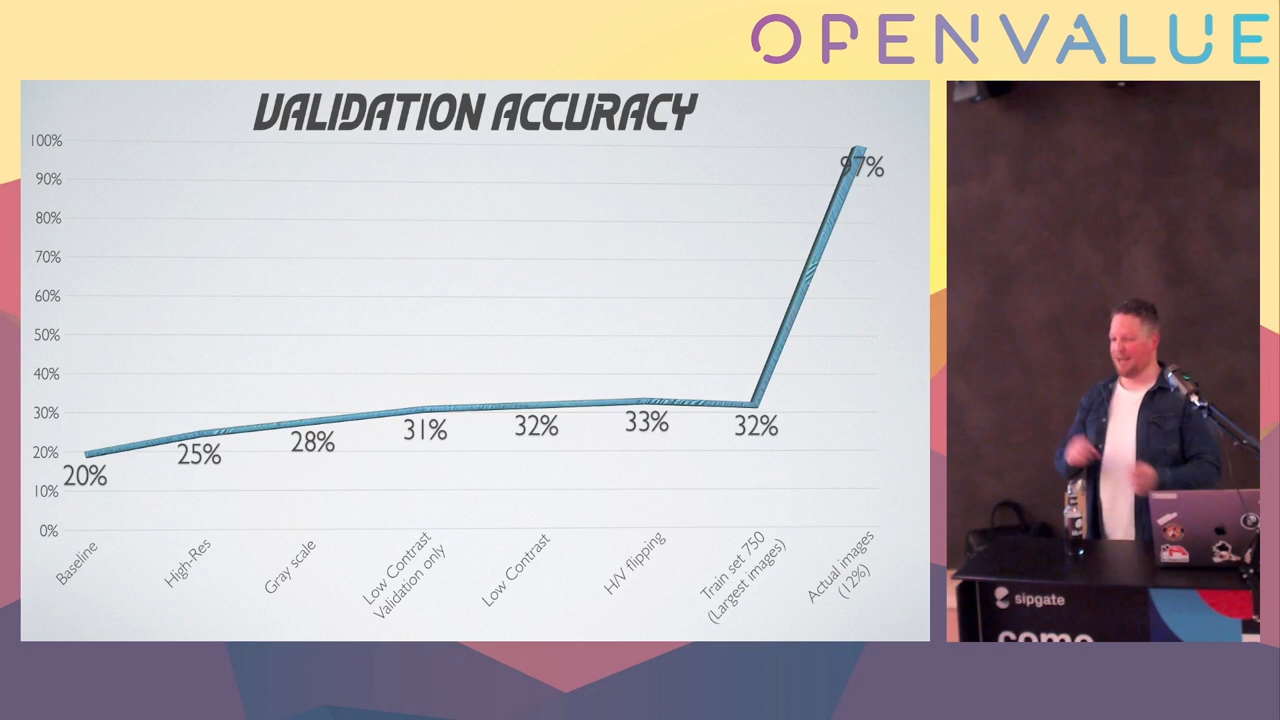 OPENVALUE
VALIDATION ACCURACY
100%
90%
80%
70%
60%
50%
40%
30%
20%
10%
0%
20%
25%
28%
31%
32%
33%
32%
97%
Baseline
High-Res
Gray scale
Low Contrast
Validation only
Low Contrast
H/V flipping
Train set 750
(Largest images)
Actual images
(12%)
sipgate
come